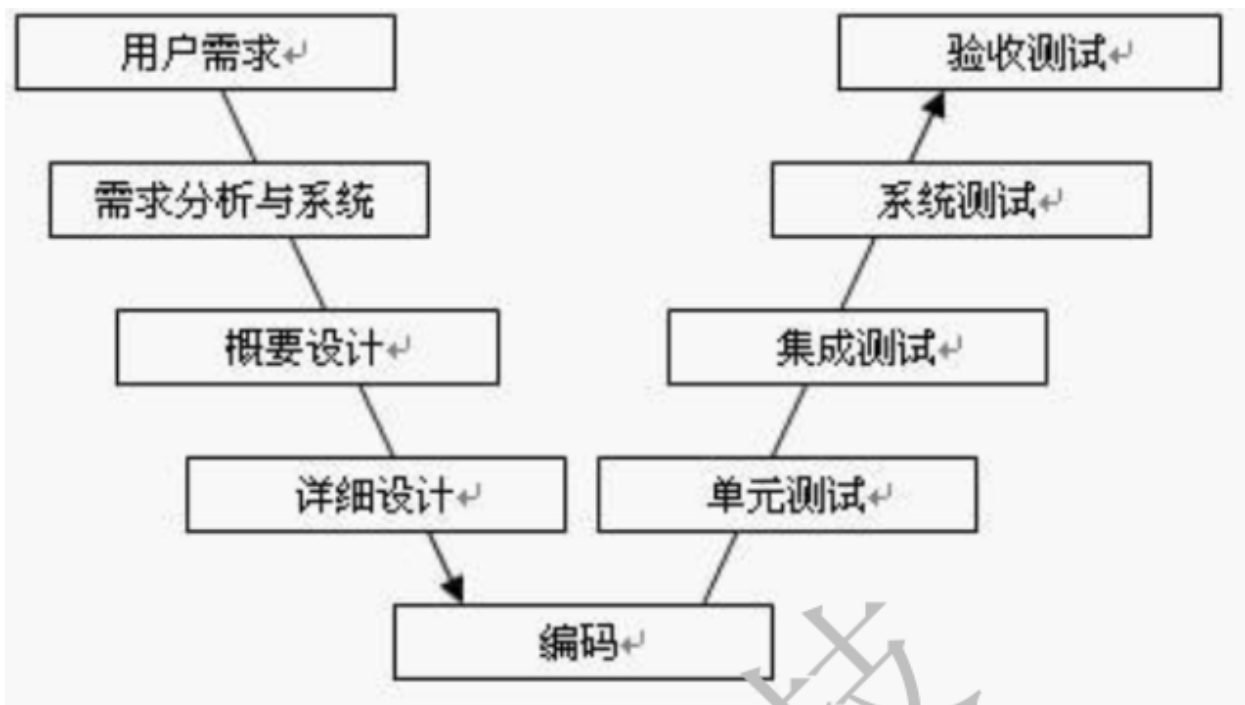 用户需求
验收测试
需求分析与系统
系统测试
概要设计
集成测试
详细设计
单元测试
编码